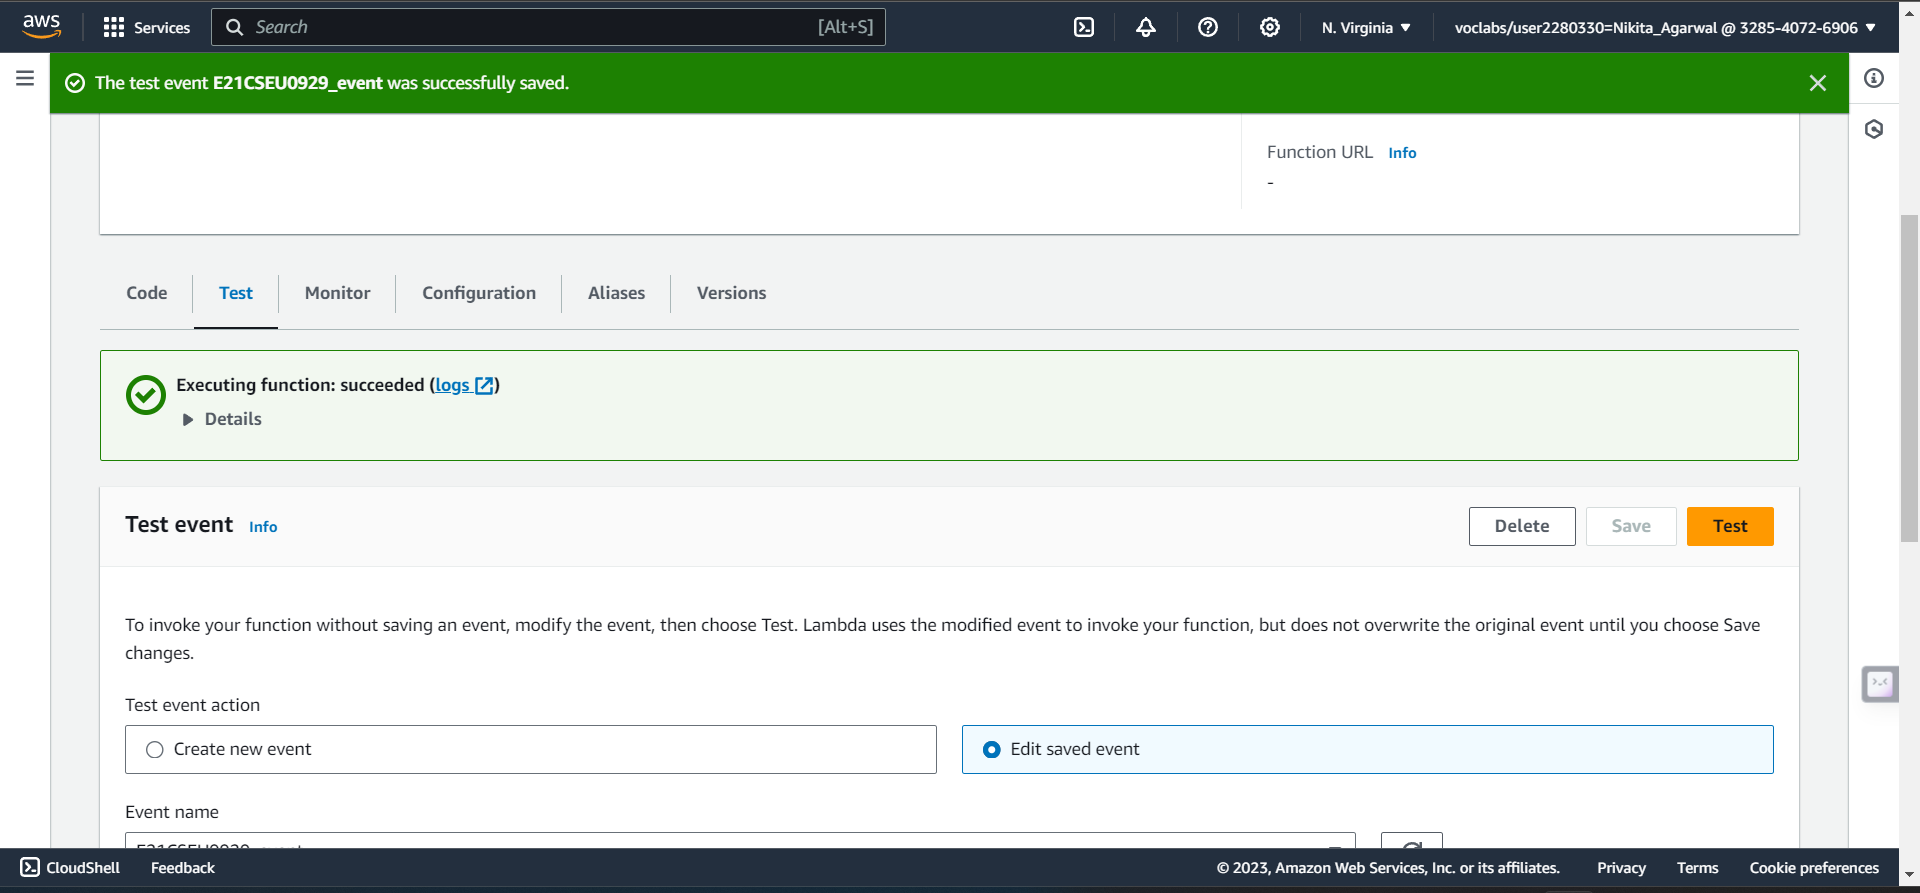 aws
Services
Search
[Alt+S]
N. Virginia
voclabs/user2280330=Nikita_Agarwal @ 3285-4072-6906
The test event E21CSEU0929_event was successfully saved.
Function URL Info
-
Code
Test
Monitor
Configuration
Aliases
Versions
Executing function: succeeded (logs)
Details
Test event Info
Delete
Save
Test
To invoke your function without saving an event, modify the event, then choose Test. Lambda uses the modified event to invoke your function, but does not overwrite the original event until you choose Save
changes.
Test event action
Create new event
Edit saved event
Event name
E21CSEU0929_event
CloudShell
Feedback
© 2023, Amazon Web Services, Inc. or its affiliates.
Privacy
Terms
Cookie preferences